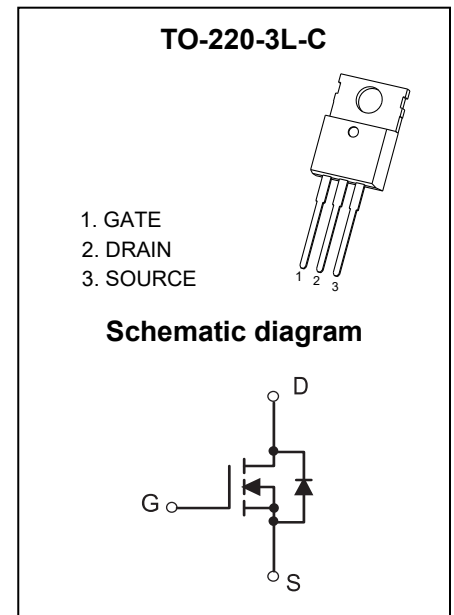 TO-220-3L-C
1. GATE
2. DRAIN
3. SOURCE
1 2 3
Schematic diagram
D
G
S